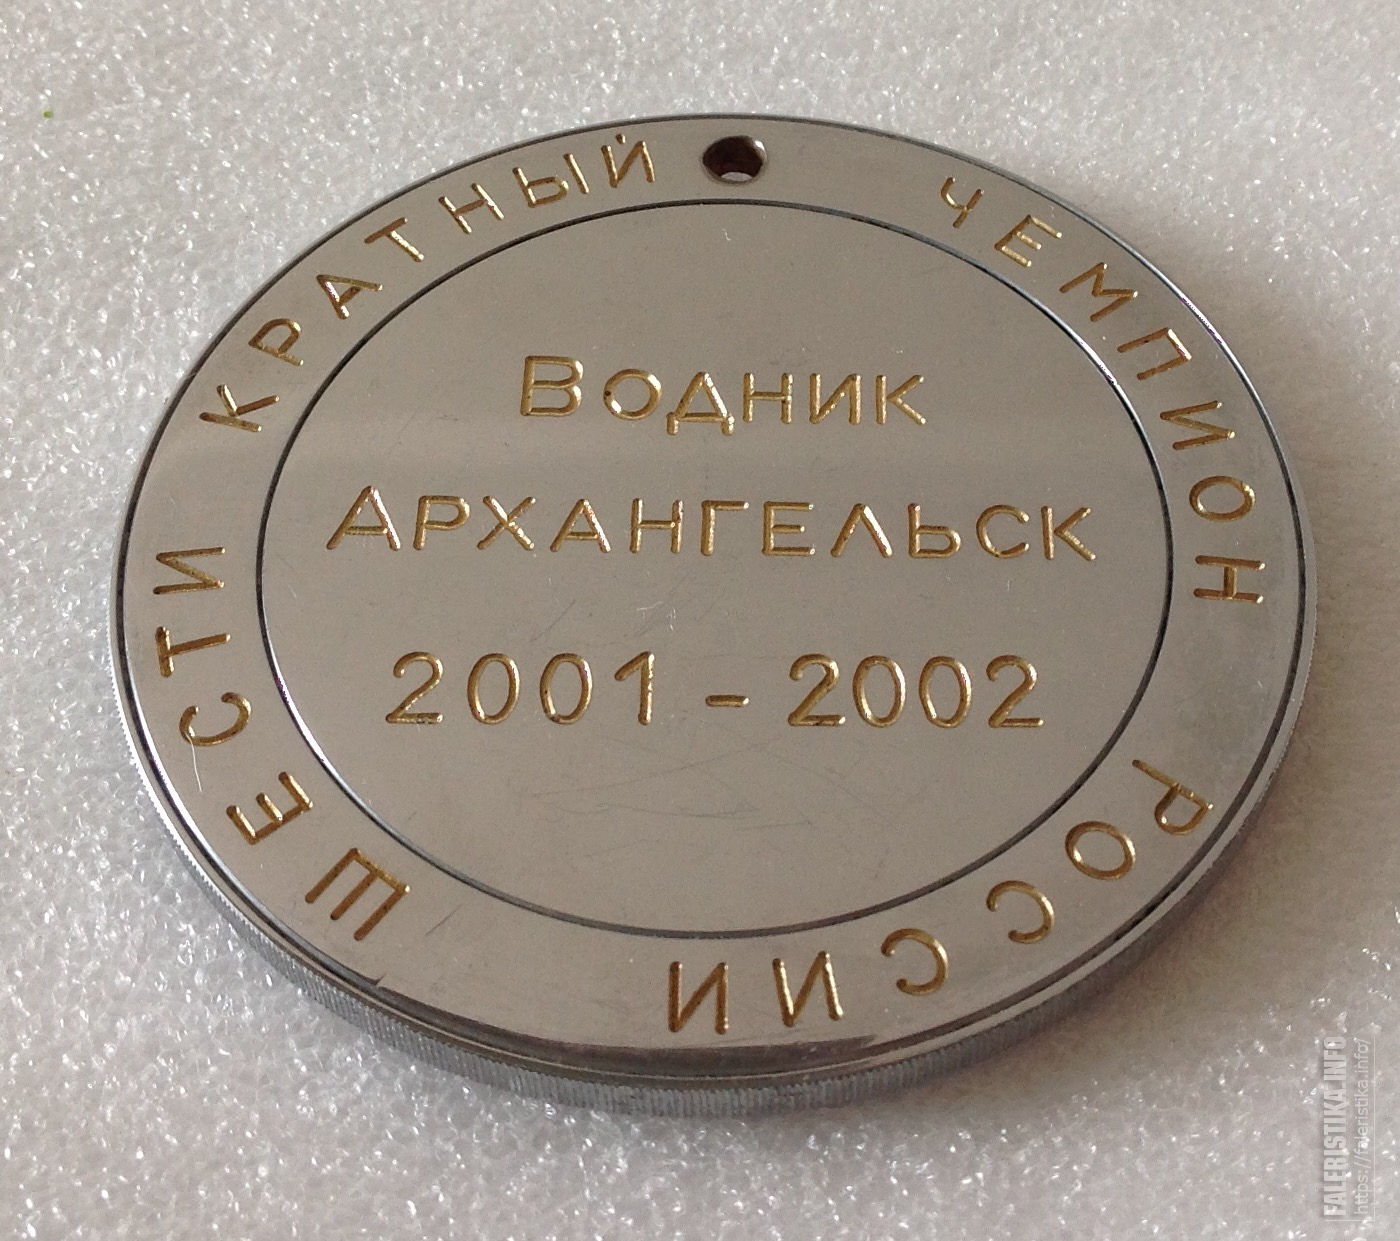 ШЕСТИ КРАТНЫЙ ЧЕМПИОН РОССИИ
ВОДНИК
АРХАНГЕЛЬСК
2001 - 2002
FALERISTIKA.INFO
https://faleristika.info/